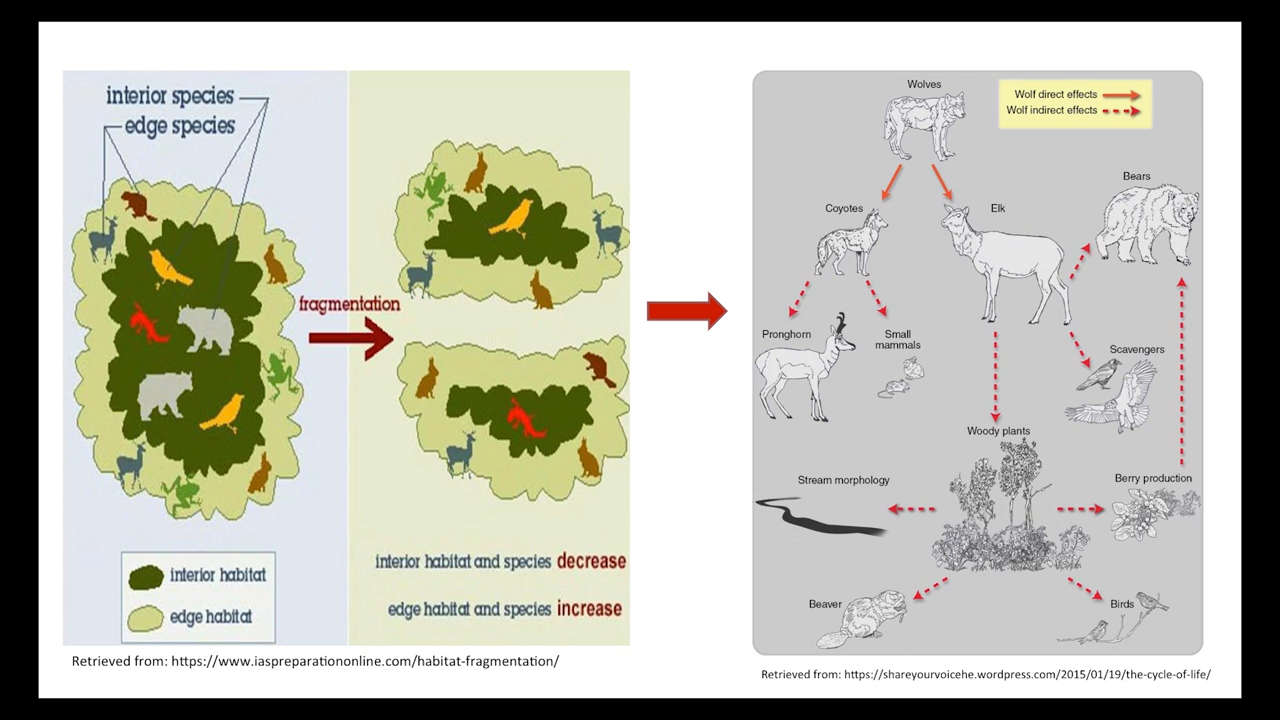 interior species
edge species
fragmentation
interior habitat
edge habitat
interior habitat and species decrease
edge habitat and species increase
Retrieved from: https://www.iaspreparationonline.com/habitat-fragmentation/
Wolves
Wolf direct effects
Wolf indirect effects
Bears
Coyotes
Elk
Pronghorn
Small
mammals
Scavengers
Woody plants
Stream morphology
Berry production
Beaver
Birds
Retrieved from: https://shareyourvoicehe.wordpress.com/2015/01/19/the-cycle-of-life/